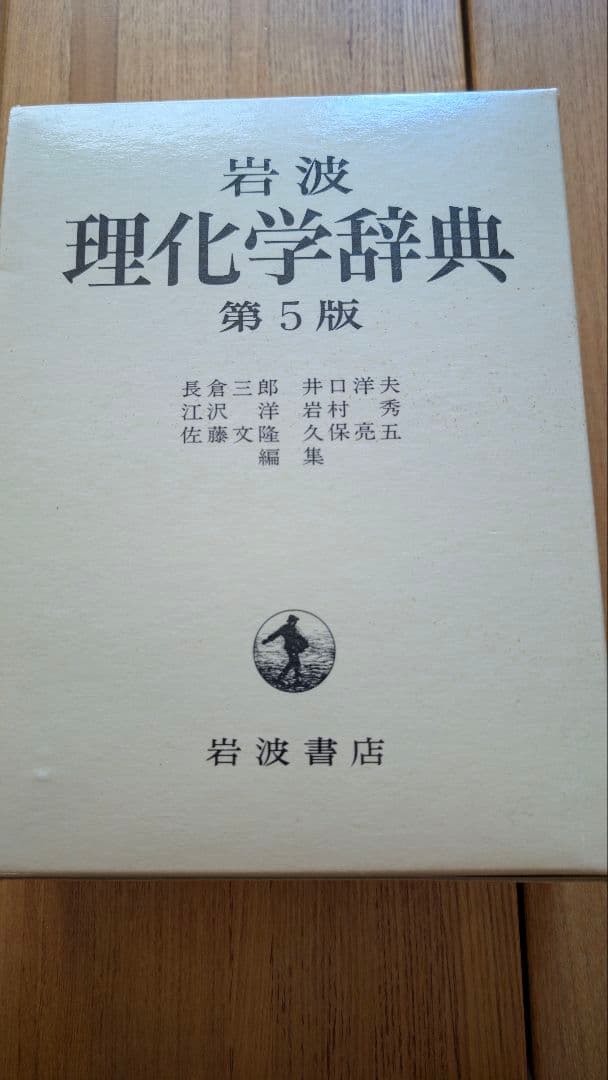 岩波
理化学辞典
第5版
長倉三郎 井口洋夫
江沢 洋 岩村 秀
佐藤文隆 久保亮五
編 集
岩波書店